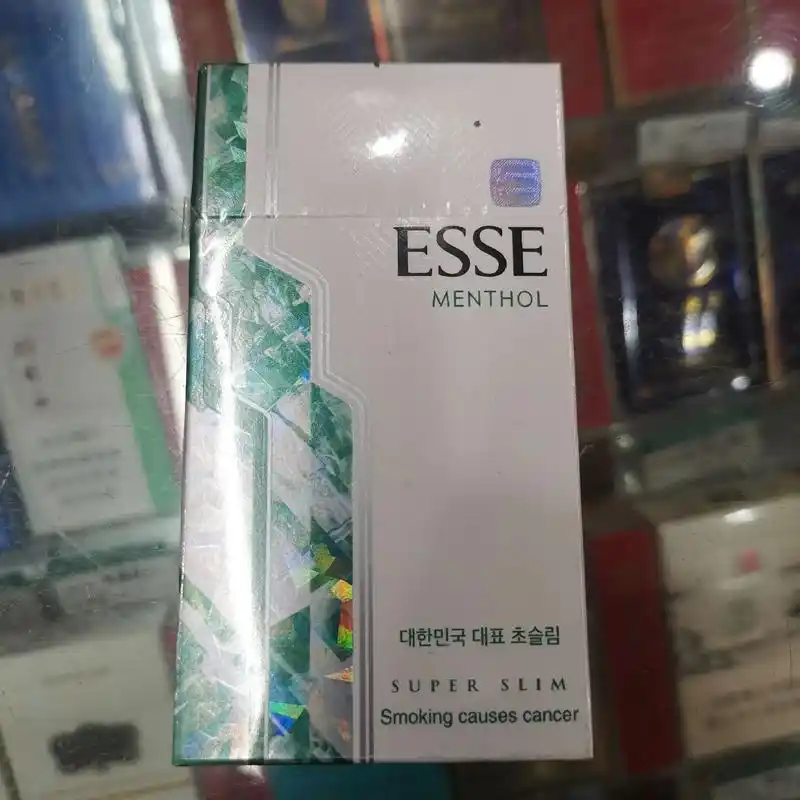 ESSE
MENTHOL
대한민국 대표 초슬림
SUPER SLIM
Smoking causes cancer